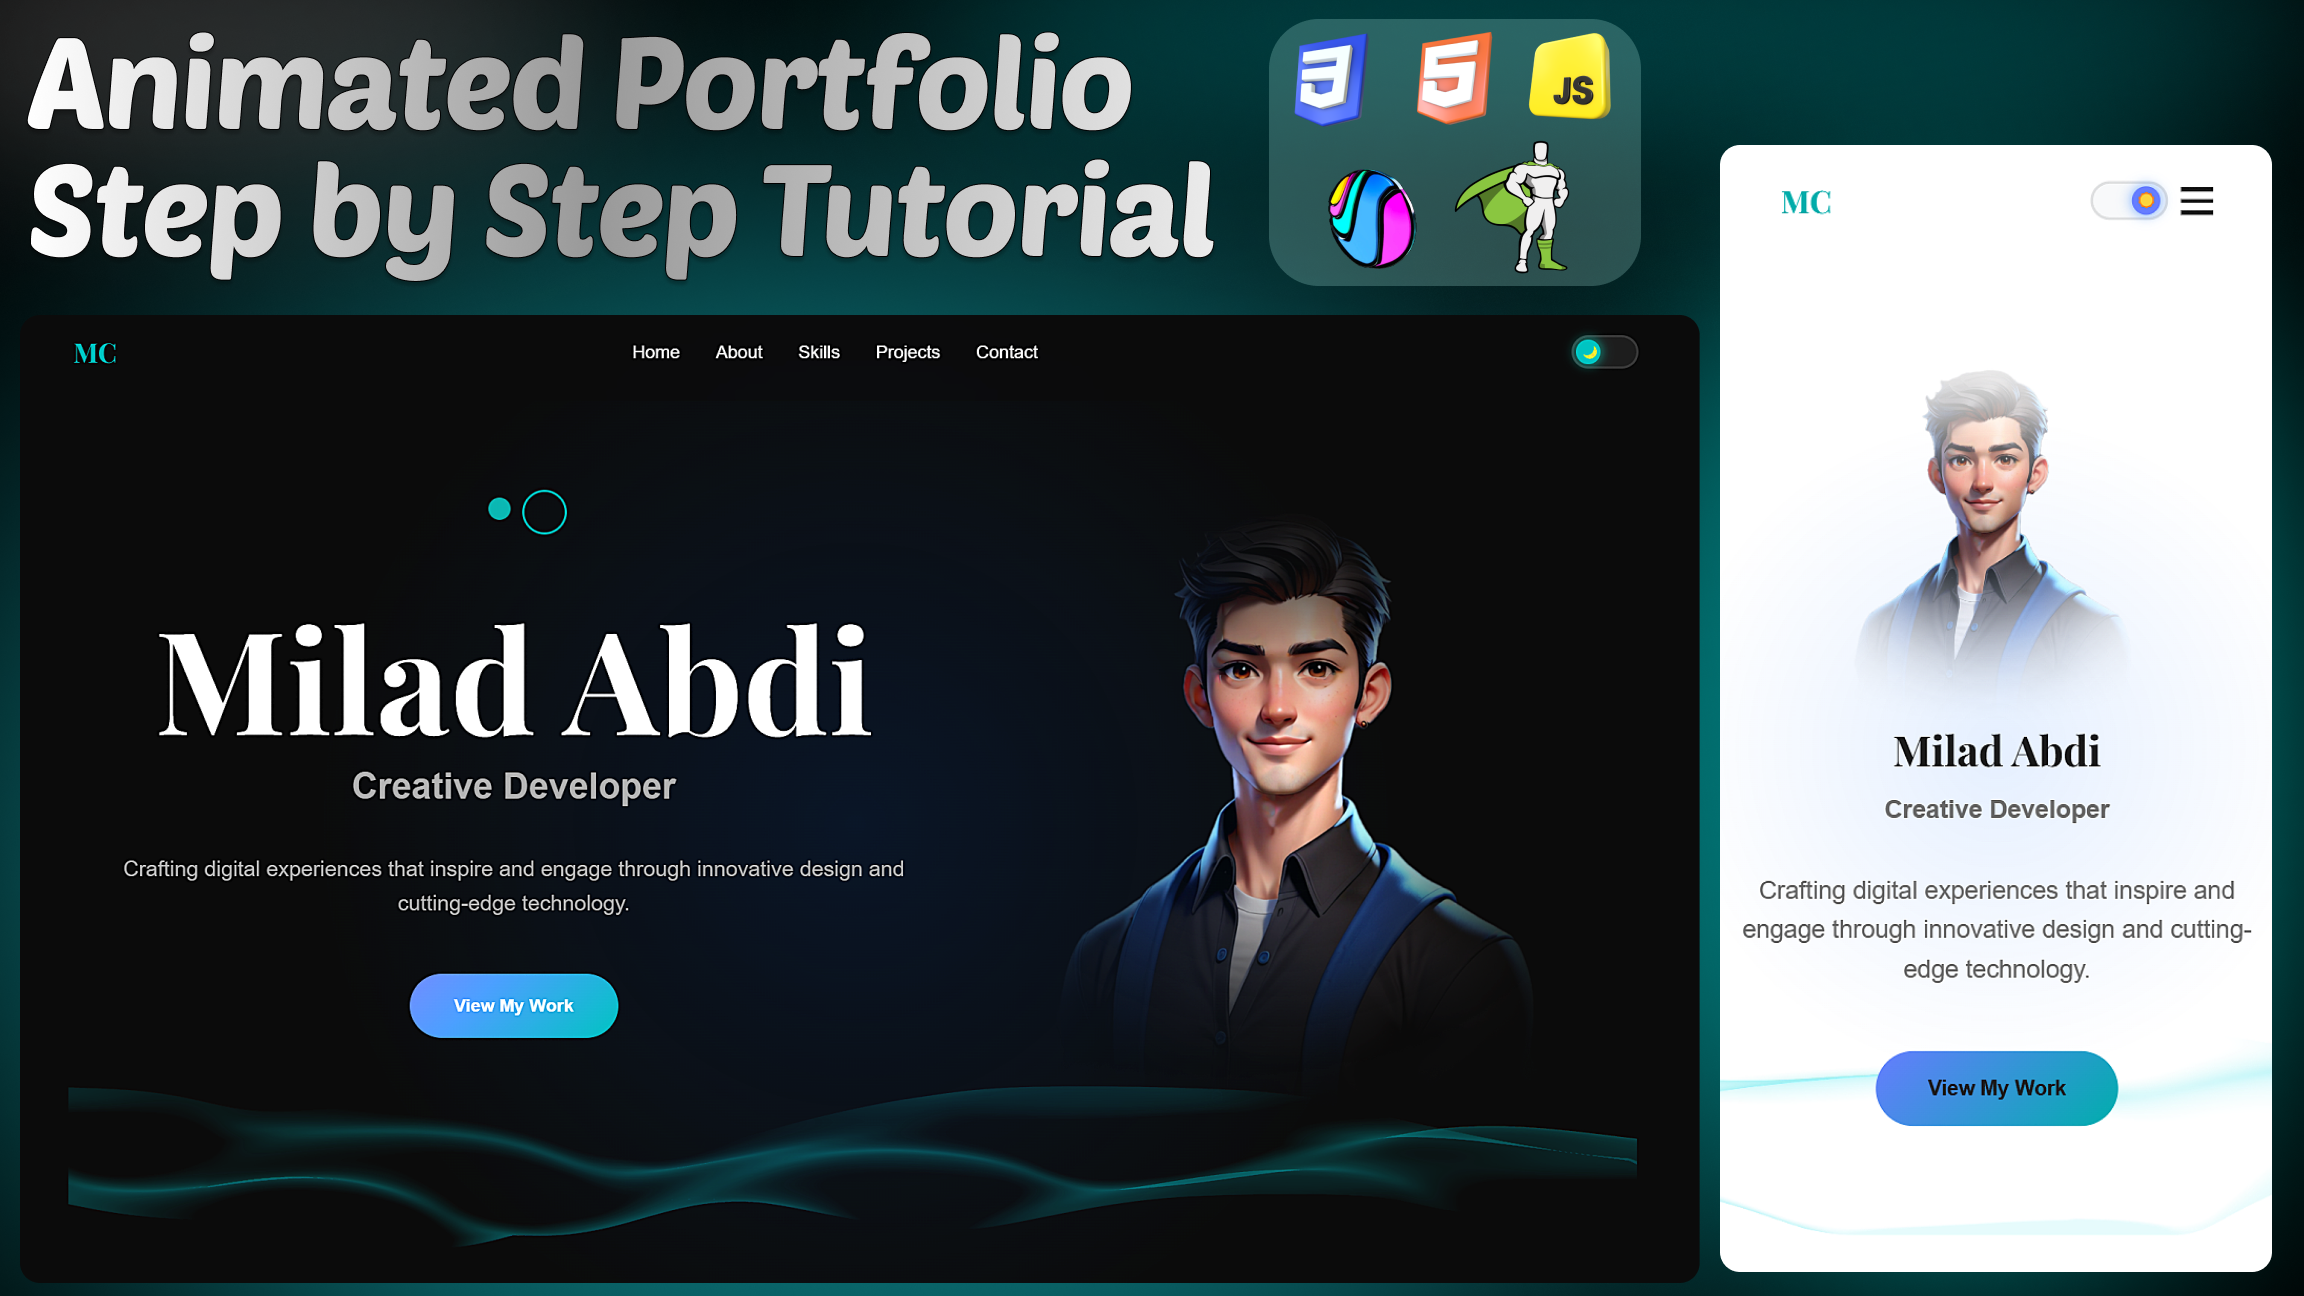 Animated Portfolio
Step by Step Tutorial
3
5
JS
MC
Home About Skills Projects Contact
Milad Abdi
Creative Developer
Crafting digital experiences that inspire and engage through innovative design and
cutting-edge technology.
View My Work
MC
Milad Abdi
Creative Developer
Crafting digital experiences that inspire and
engage through innovative design and cutting-
edge technology.
View My Work